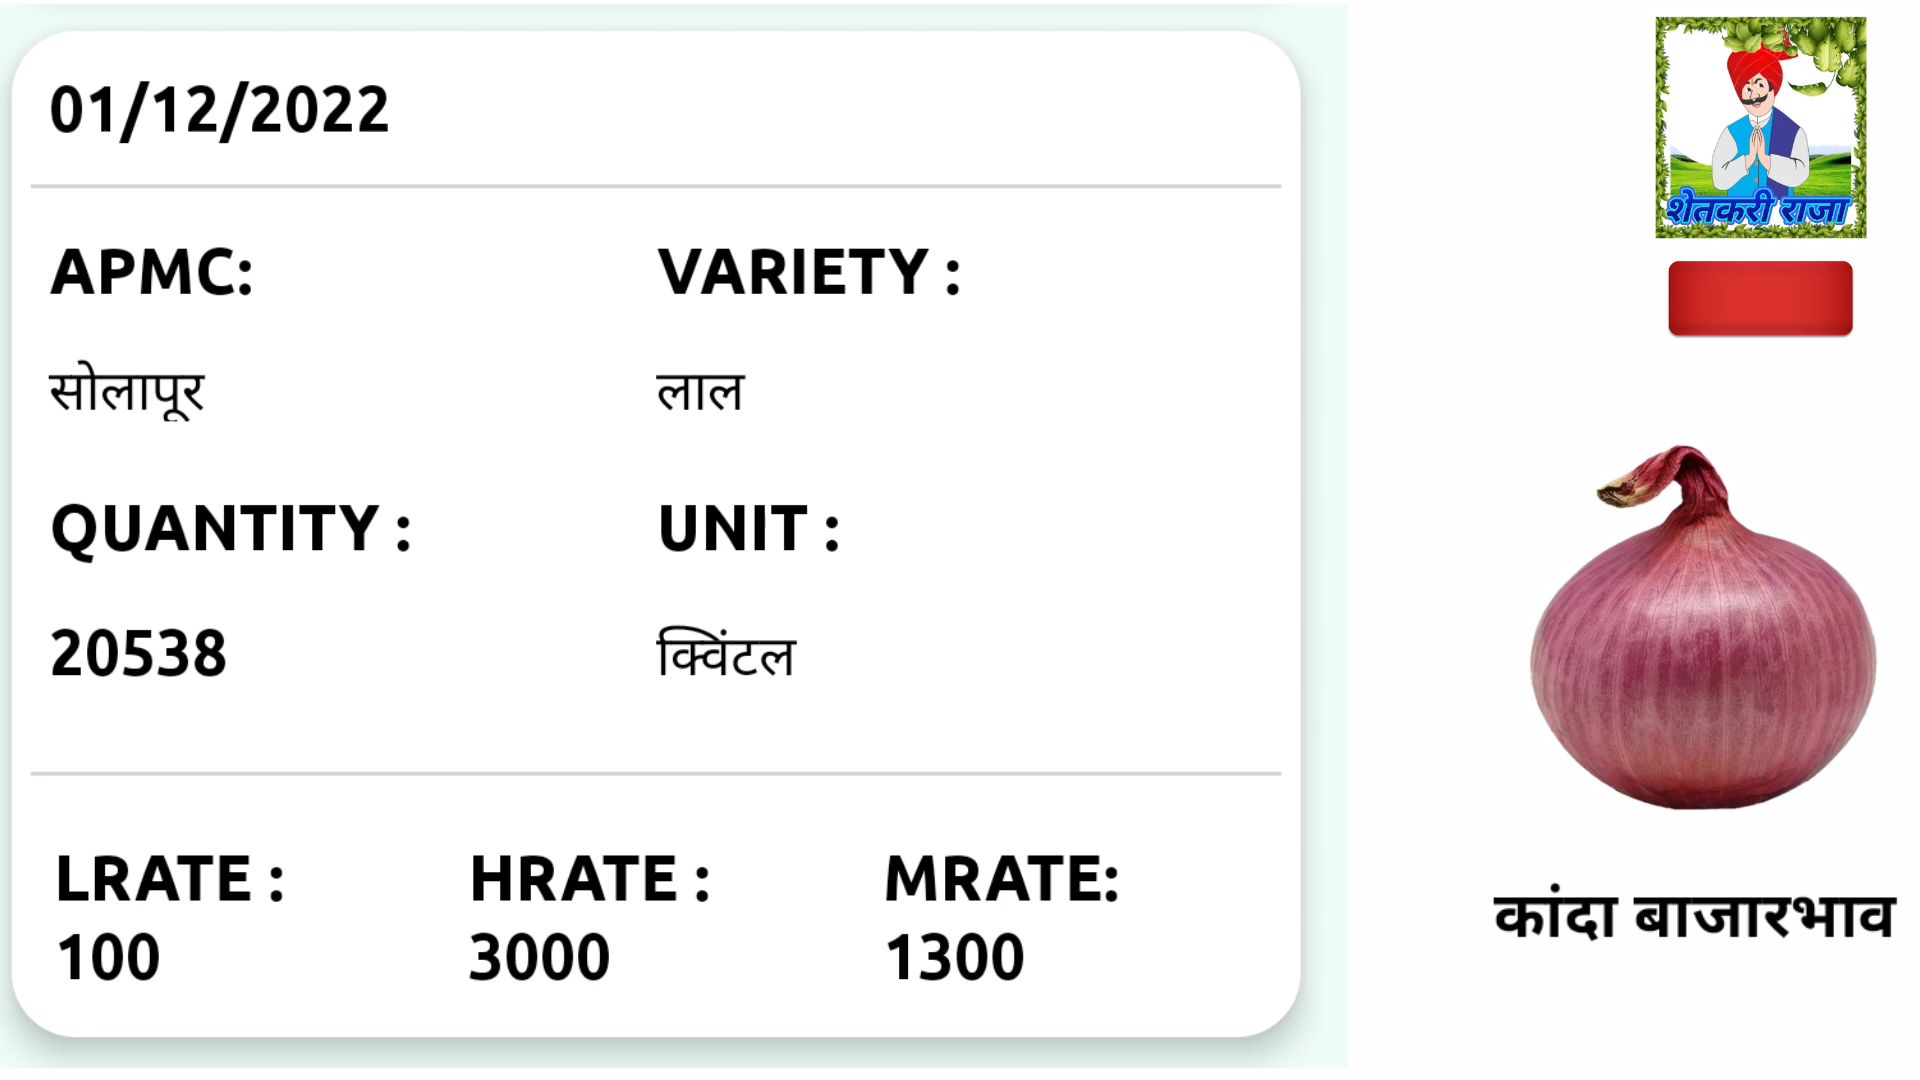 01/12/2022
शेतकरी राजा
APMC:
VARIETY :
सोलापूर
लाल
QUANTITY :
UNIT :
20538
क्विंटल
LRATE :
HRATE :
MRATE:
100
3000
1300
कांदा बाजारभाव